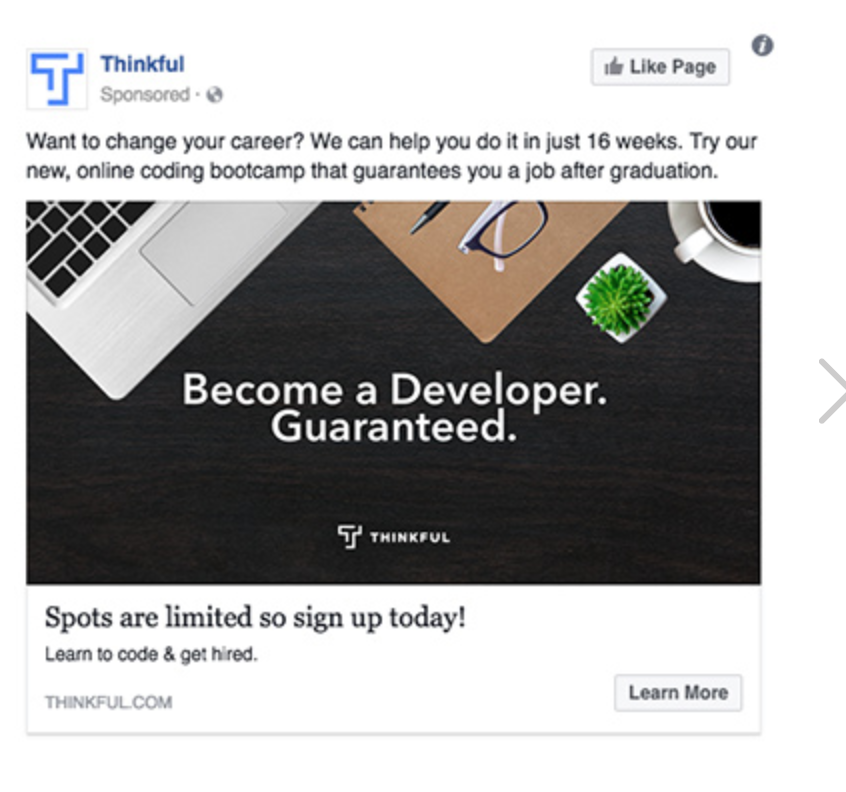 Thinkful
Like Page
Sponsored ·
Want to change your career? We can help you do it in just 16 weeks. Try our
new, online coding bootcamp that guarantees you a job after graduation.
Become a Developer.
Guaranteed.
THINKFUL
Spots are limited so sign up today!
Learn to code & get hired.
THINKFUL.COM
Learn More